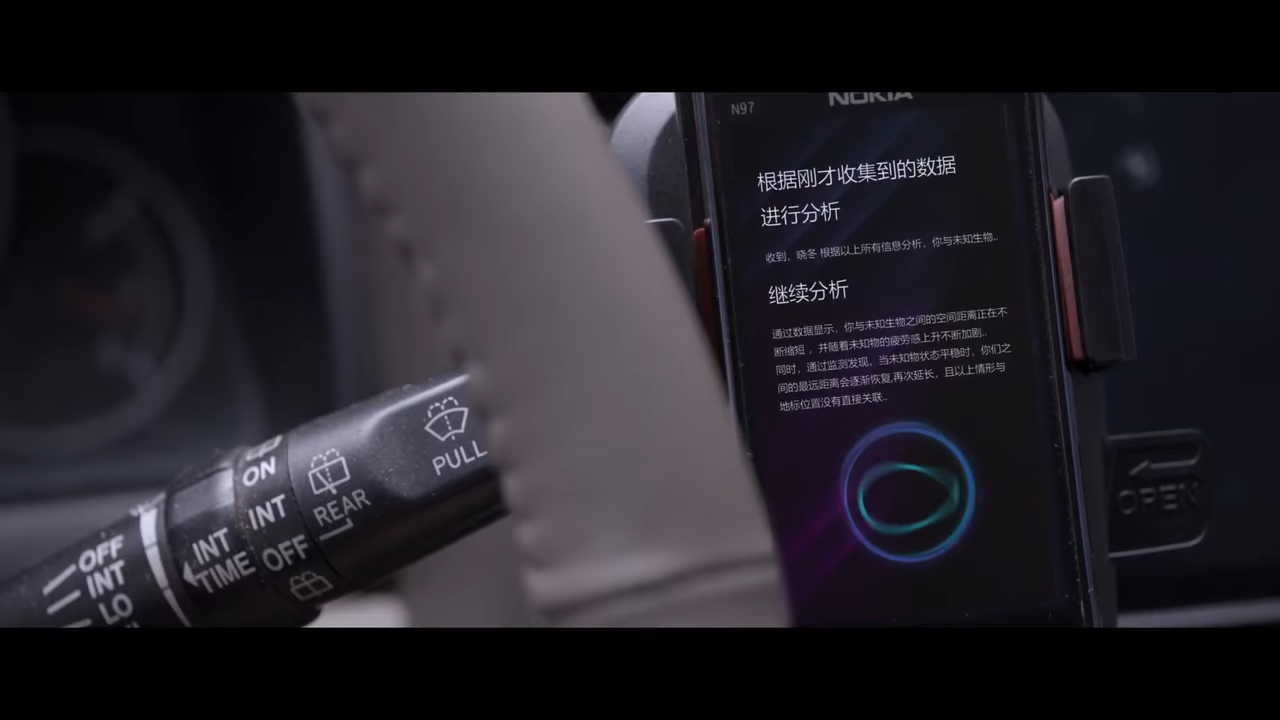 N97
NOKIA
根据刚才收集到的数据
进行分析
收到，晓冬 根据以上所有信息分析，你与未知生物..
继续分析
通过数据显示，你与未知生物之间的空间距离正在不
断缩短 ，并随着未知物的疲劳感上升不断加剧..
同时，通过监测发现，当未知物状态平稳时，你们之
间的最远距离会逐渐恢复,再次延长，且以上情形与
地标位置没有直接关联..
OPEN
PULL
REAR
ON
INT
OFF
INT
TIME
OFF
INT
LO